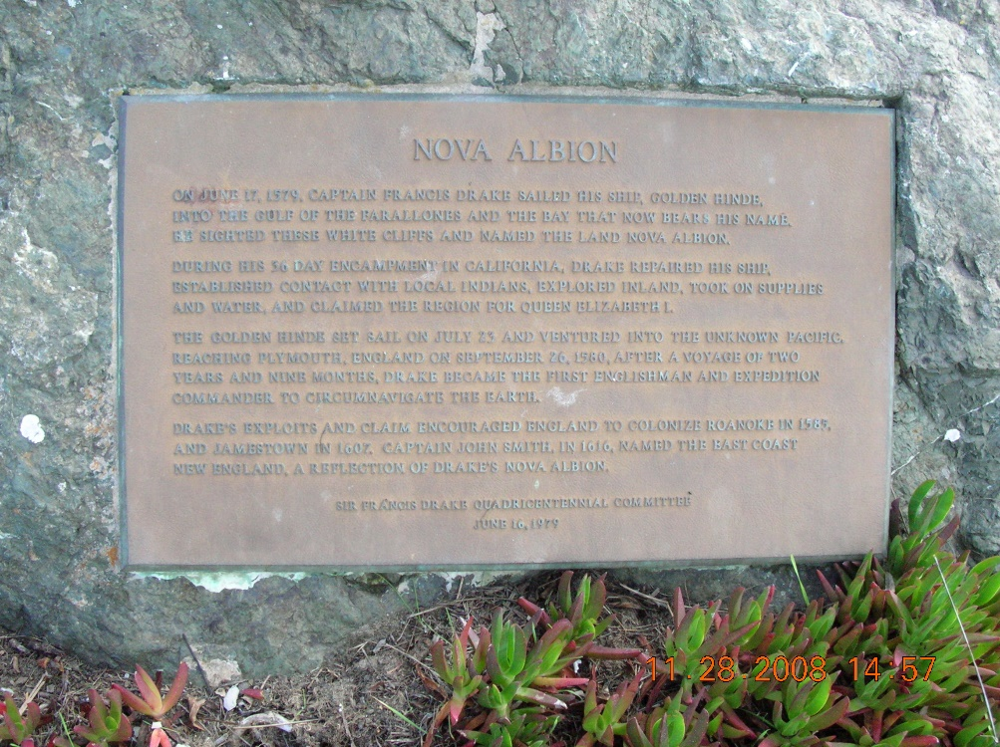 NOVA ALBION
ON JUNE 17, 1579, CAPTAIN FRANCIS DRAKE SAILED HIS SHIP, GOLDEN HINDE,
INTO THE GULF OF THE FARALLONES AND THE BAY THAT NOW BEARS HIS NAME.
HE SIGHTED THESE WHITE CLIFFS AND NAMED THE LAND NOVA ALBION.
DURING HIS 36 DAY ENCAMPMENT IN CALIFORNIA, DRAKE REPAIRED HIS SHIP,
ESTABLISHED CONTACT WITH LOCAL INDIANS, EXPLORED INLAND, TOOK ON SUPPLIES
AND WATER, AND CLAIMED THE REGION FOR QUEEN ELIZABETH I.
THE GOLDEN HINDE SET SAIL ON JULY 23 AND VENTURED INTO THE UNKNOWN PACIFIC,
REACHING PLYMOUTH, ENGLAND ON SEPTEMBER 26, 1580, AFTER A VOYAGE OF TWO
YEARS AND NINE MONTHS, DRAKE BECAME THE FIRST ENGLISHMAN AND EXPEDITION
COMMANDER TO CIRCUMNAVIGATE THE EARTH.
DRAKE'S EXPLOITS AND CLAIM ENCOURAGED ENGLAND TO COLONIZE ROANOKE IN 1585,
AND JAMESTOWN IN 1607. CAPTAIN JOHN SMITH, IN 1616, NAMED THE EAST COAST
NEW ENGLAND, A REFLECTION OF DRAKE'S NOVA ALBION.
SIR FRANCIS DRAKE QUADRICENTENNIAL COMMITTEE
JUNE 16, 1979
11.28.2008 14:57